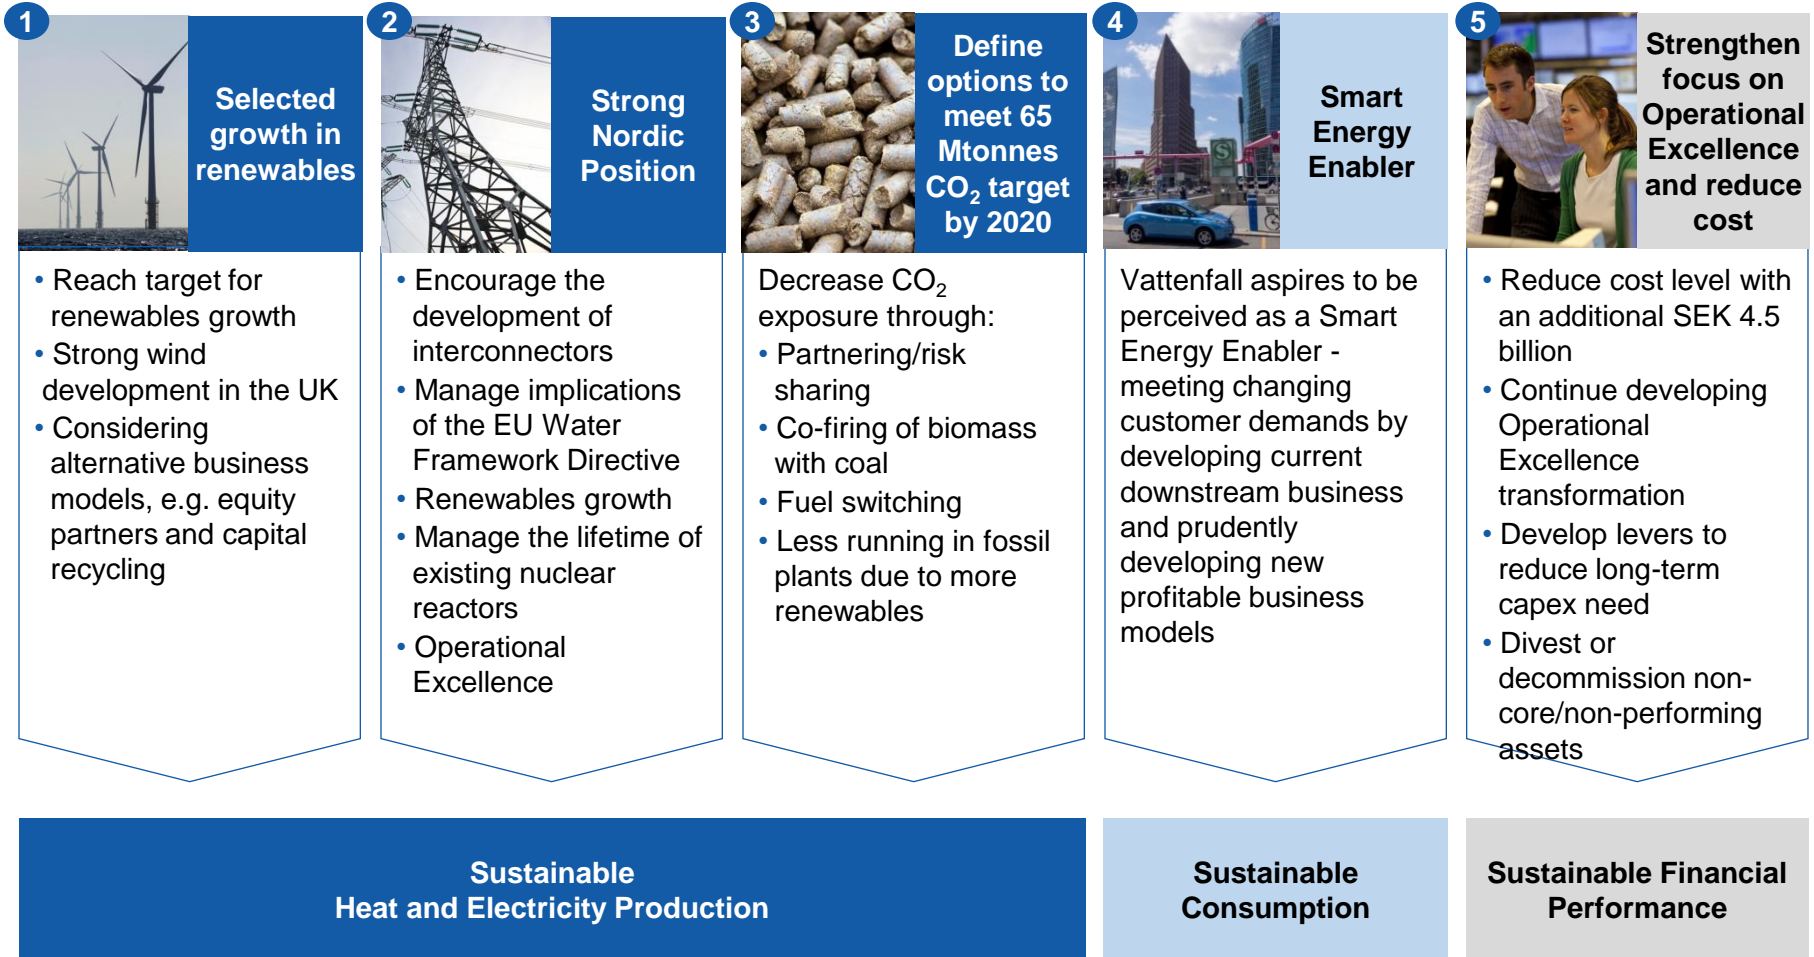 1
Selected
growth in
renewables
• Reach target for
renewables growth
• Strong wind
development in the UK
• Considering
alternative business
models, e.g. equity
partners and capital
recycling
2
Strong
Nordic
Position
• Encourage the
development of
interconnectors
• Manage implications
of the EU Water
Framework Directive
• Renewables growth
• Manage the lifetime of
existing nuclear
reactors
• Operational
Excellence
3
Define
options to
meet 65
Mtonnes
CO₂ target
by 2020
Decrease CO₂
exposure through:
• Partnering/risk
sharing
• Co-firing of biomass
with coal
• Fuel switching
• Less running in fossil
plants due to more
renewables
4
S
Smart
Energy
Enabler
Vattenfall aspires to be
perceived as a Smart
Energy Enabler -
meeting changing
customer demands by
developing current
downstream business
and prudently
developing new
profitable business
models
5
Strengthen
focus on
Operational
Excellence
and reduce
cost
• Reduce cost level with
an additional SEK 4.5
billion
• Continue developing
Operational
Excellence
transformation
• Develop levers to
reduce long-term
capex need
• Divest or
decommission non-
core/non-performing
assets
Sustainable
Heat and Electricity Production
Sustainable
Consumption
Sustainable Financial
Performance